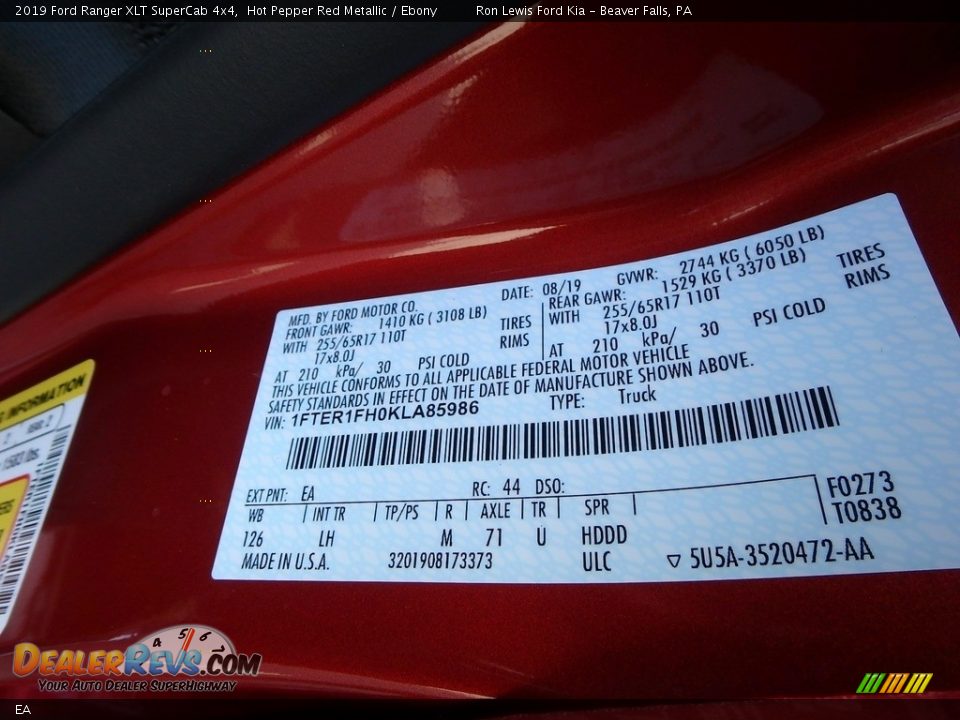 2019 Ford Ranger XLT SuperCab 4x4, Hot Pepper Red Metallic / Ebony Ron Lewis Ford Kia - Beaver Falls, PA
MFD. BY FORD MOTOR CO. DATE: 08/19 GVWR: 2744 KG ( 6050 LB)
FRONT GAWR: 1410 KG ( 3108 LB) REAR GAWR: 1529 KG ( 3370 LB)
WITH 255/65R17 110T TIRES WITH 255/65R17 110T TIRES
17x8.0J RIMS 17x8.0J RIMS
AT 210 kPa/ 30 PSI COLD AT 210 kPa/ 30 PSI COLD
THIS VEHICLE CONFORMS TO ALL APPLICABLE FEDERAL MOTOR VEHICLE
SAFETY STANDARDS IN EFFECT ON THE DATE OF MANUFACTURE SHOWN ABOVE.
VIN: 1FTER1FH0KLA85986 TYPE: Truck
EXT PNT: EA RC: 44 DSO: F0273
WB INT TR TP/PS R AXLE TR SPR T0838
126 LH M 71 U HDDD
MADE IN U.S.A. 3201908173373 ULC ▽ 5U5A-3520472-AA
INFORMATION
DEALERREVS.COM
4 5 6
YOUR AUTO DEALER SUPERHIGHWAY
EA